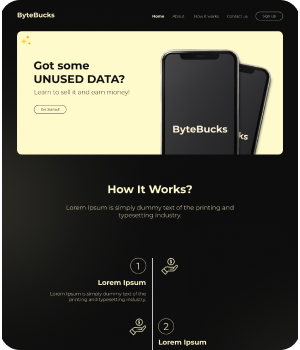 ByteBucks
Home About How it works Contact us Sign Up
Got some
UNUSED DATA?
Learn to sell it and earn money!
Get Started!
ByteBucks
ks
How It Works?
Lorem Ipsum is simply dummy text of the printing and
typesetting industry.
1
Lorem Ipsum
Lorem Ipsum is simply dummy text of the
printing and typesetting industry.
2
Lorem Ipsum